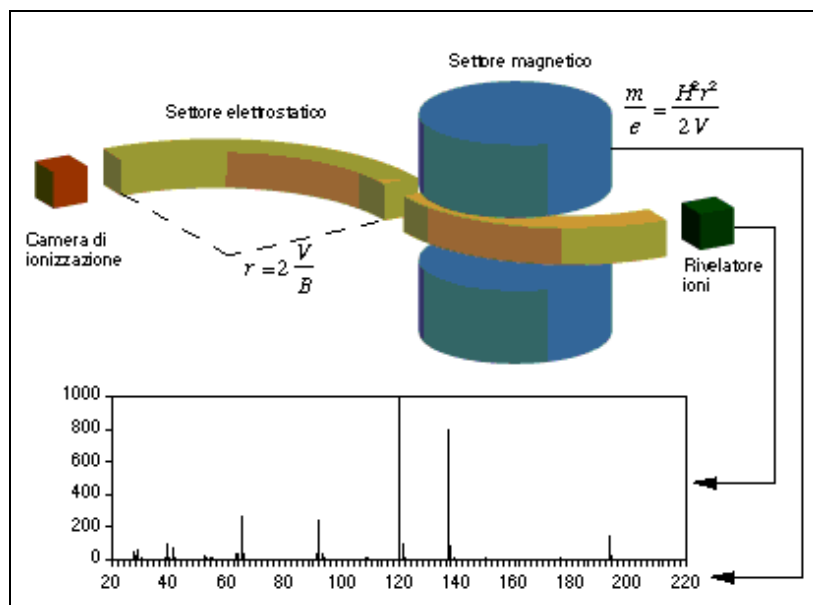 Settore magnetico
m/e = H²r²/2V
Settore elettrostatico
Camera di
ionizzazione
r = 2 V/B
Rivelatore
ioni
1000
800
600
400
200
0
20 40 60 80 100 120 140 160 180 200 220